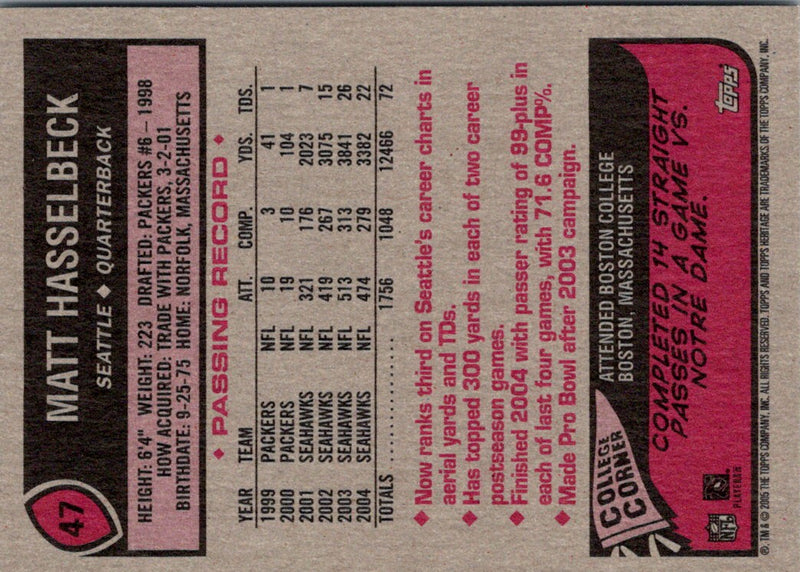 47
MATT HASSELBECK
SEATTLE ♦ QUARTERBACK
HEIGHT: 6'4" WEIGHT: 223 DRAFTED: PACKERS #6 – 1998
HOW ACQUIRED: TRADE WITH PACKERS, 3-2-01
BIRTHDATE: 9-25-75 HOME: NORFOLK, MASSACHUSETTS
♦ PASSING RECORD ♦
YEAR TEAM ATT. COMP. YDS. TDS.
1999 PACKERS NFL 10 3 41 1
2000 PACKERS NFL 19 10 104 1
2001 SEAHAWKS NFL 321 176 2023 7
2002 SEAHAWKS NFL 419 267 3075 15
2003 SEAHAWKS NFL 513 313 3841 26
2004 SEAHAWKS NFL 474 279 3382 22
TOTALS 1756 1048 12466 72
♦ Now ranks third on Seattle's career charts in
aerial yards and TDs.
♦ Has topped 300 yards in each of two career
postseason games.
♦ Finished 2004 with passer rating of 99-plus in
each of last four games, with 71.6 COMP%.
♦ Made Pro Bowl after 2003 campaign.
COLLEGE
CORNER
ATTENDED BOSTON COLLEGE
BOSTON, MASSACHUSETTS
COMPLETED 14 STRAIGHT
PASSES IN A GAME VS.
NOTRE DAME.
NFL
PLAYERS
topps
®, TM & © 2005 THE TOPPS COMPANY, INC. ALL RIGHTS RESERVED. TOPPS AND TOPPS HERITAGE ARE TRADEMARKS OF THE TOPPS COMPANY, INC.